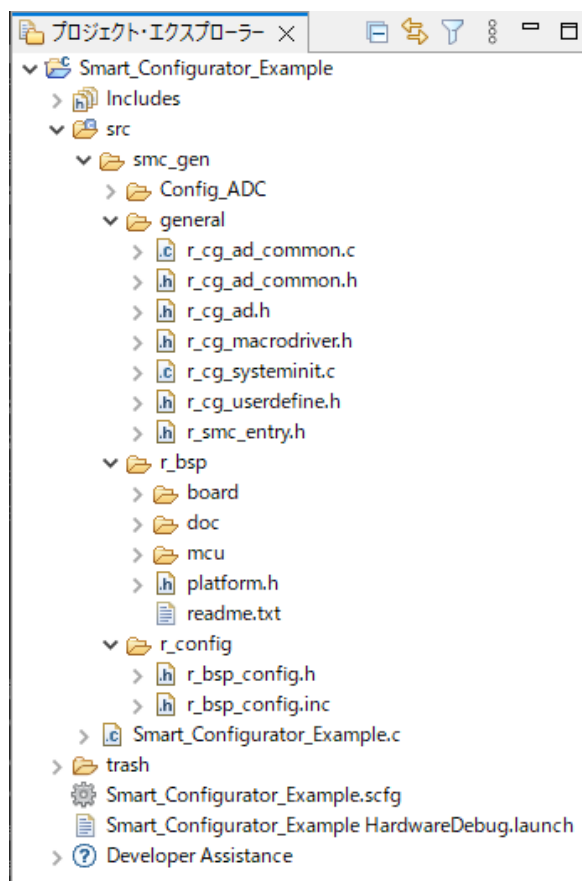 プロジェクト・エクスプローラー
Smart_Configurator_Example
Includes
src
smc_gen
Config_ADC
general
r_cg_ad_common.c
r_cg_ad_common.h
r_cg_ad.h
r_cg_macrodriver.h
r_cg_systeminit.c
r_cg_userdefine.h
r_smc_entry.h
r_bsp
board
doc
mcu
platform.h
readme.txt
r_config
r_bsp_config.h
r_bsp_config.inc
Smart_Configurator_Example.c
trash
Smart_Configurator_Example.scfg
Smart_Configurator_Example HardwareDebug.launch
Developer Assistance